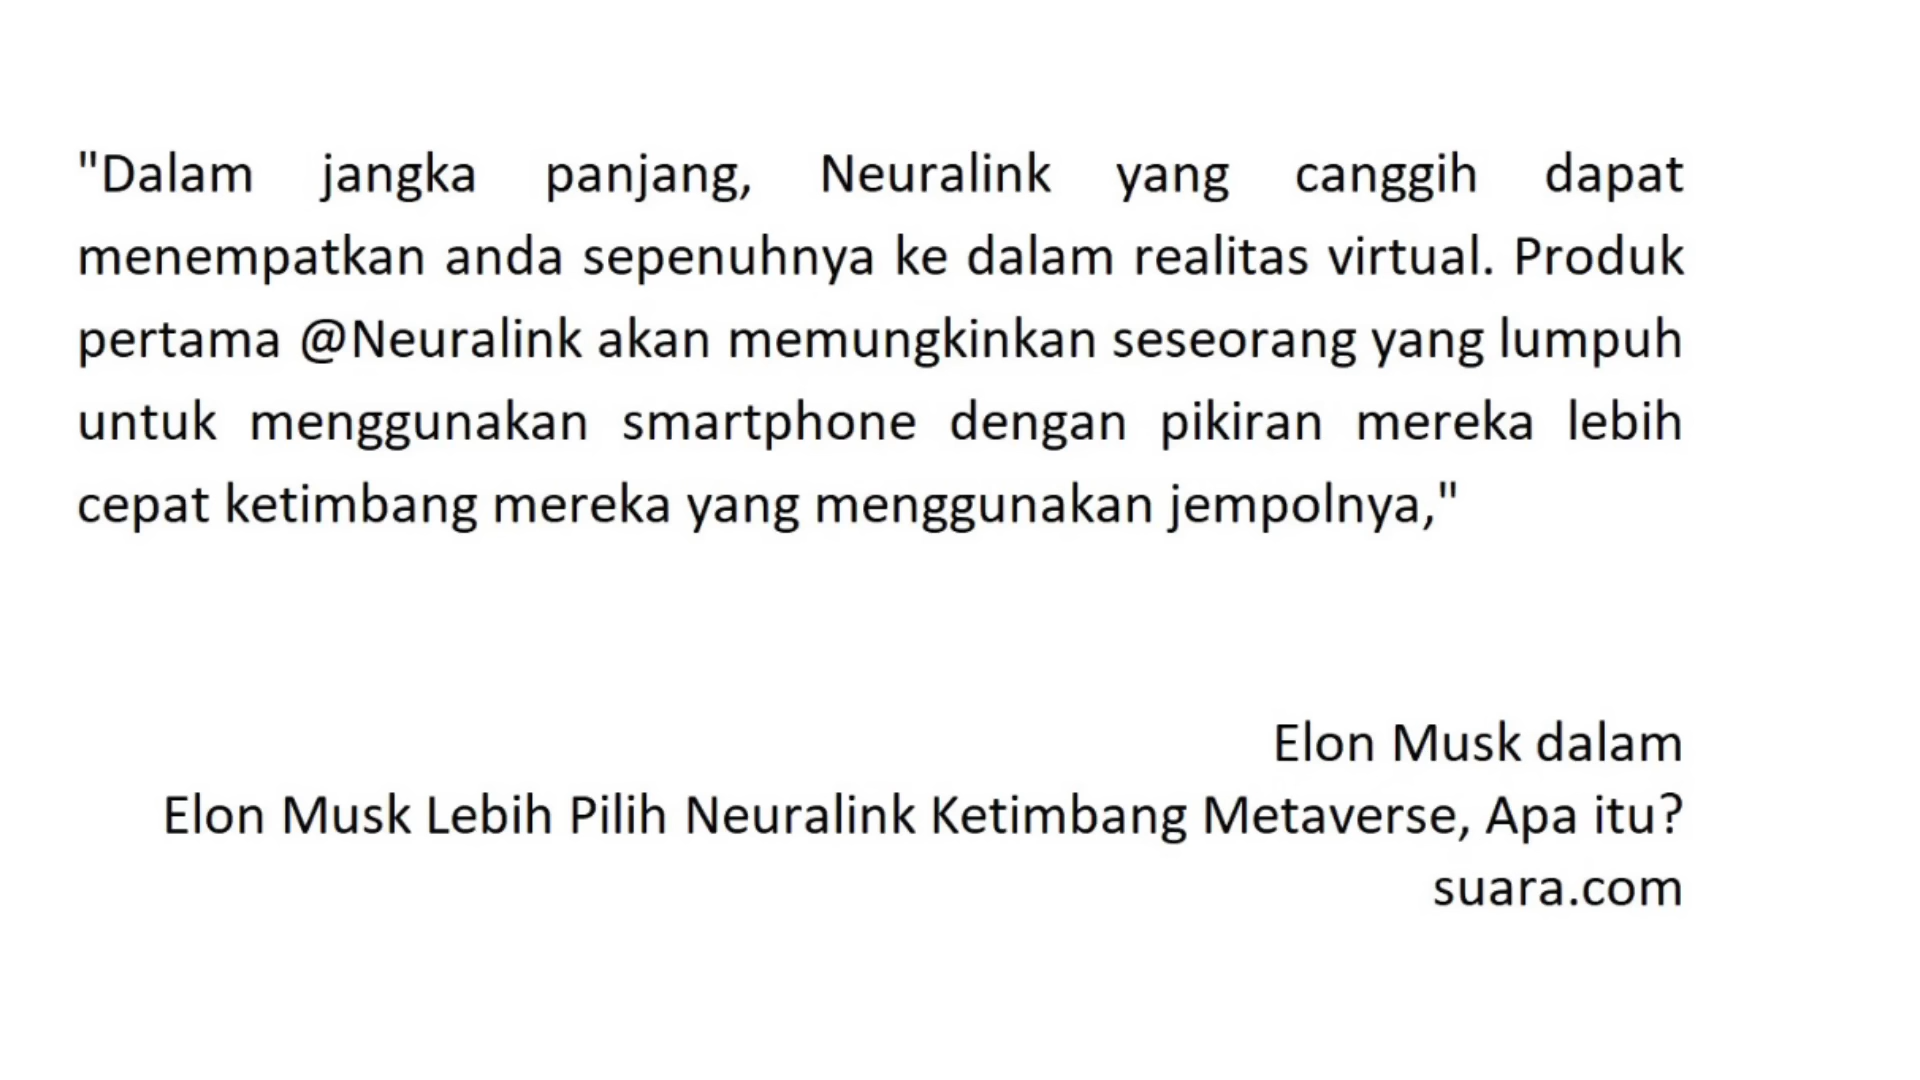 "Dalam jangka panjang, Neuralink yang canggih dapat
menempatkan anda sepenuhnya ke dalam realitas virtual. Produk
pertama @Neuralink akan memungkinkan seseorang yang lumpuh
untuk menggunakan smartphone dengan pikiran mereka lebih
cepat ketimbang mereka yang menggunakan jempolnya,"
Elon Musk dalam
Elon Musk Lebih Pilih Neuralink Ketimbang Metaverse, Apa itu?
suara.com